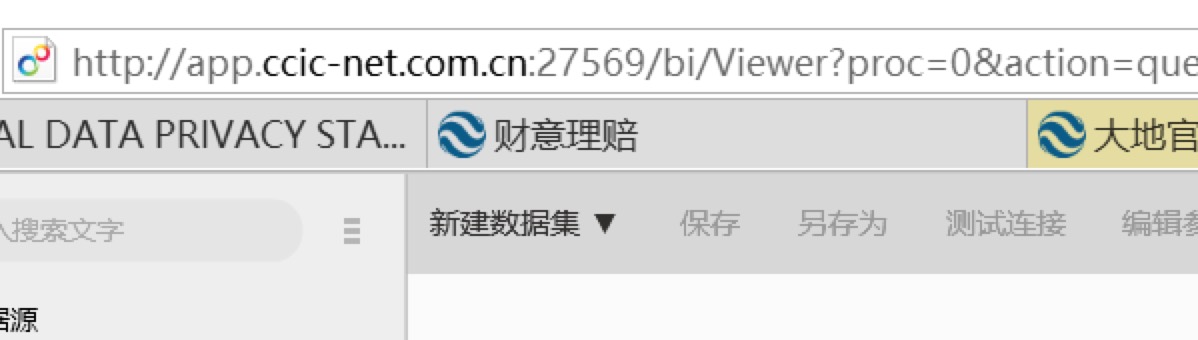 http://app.ccic-net.com.cn:27569/bi/Viewer?proc=0&action=que
AL DATA PRIVACY STA... 财意理赔 大地官
搜索文字 新建数据集 ▼ 保存 另存为 测试连接 编辑
据源